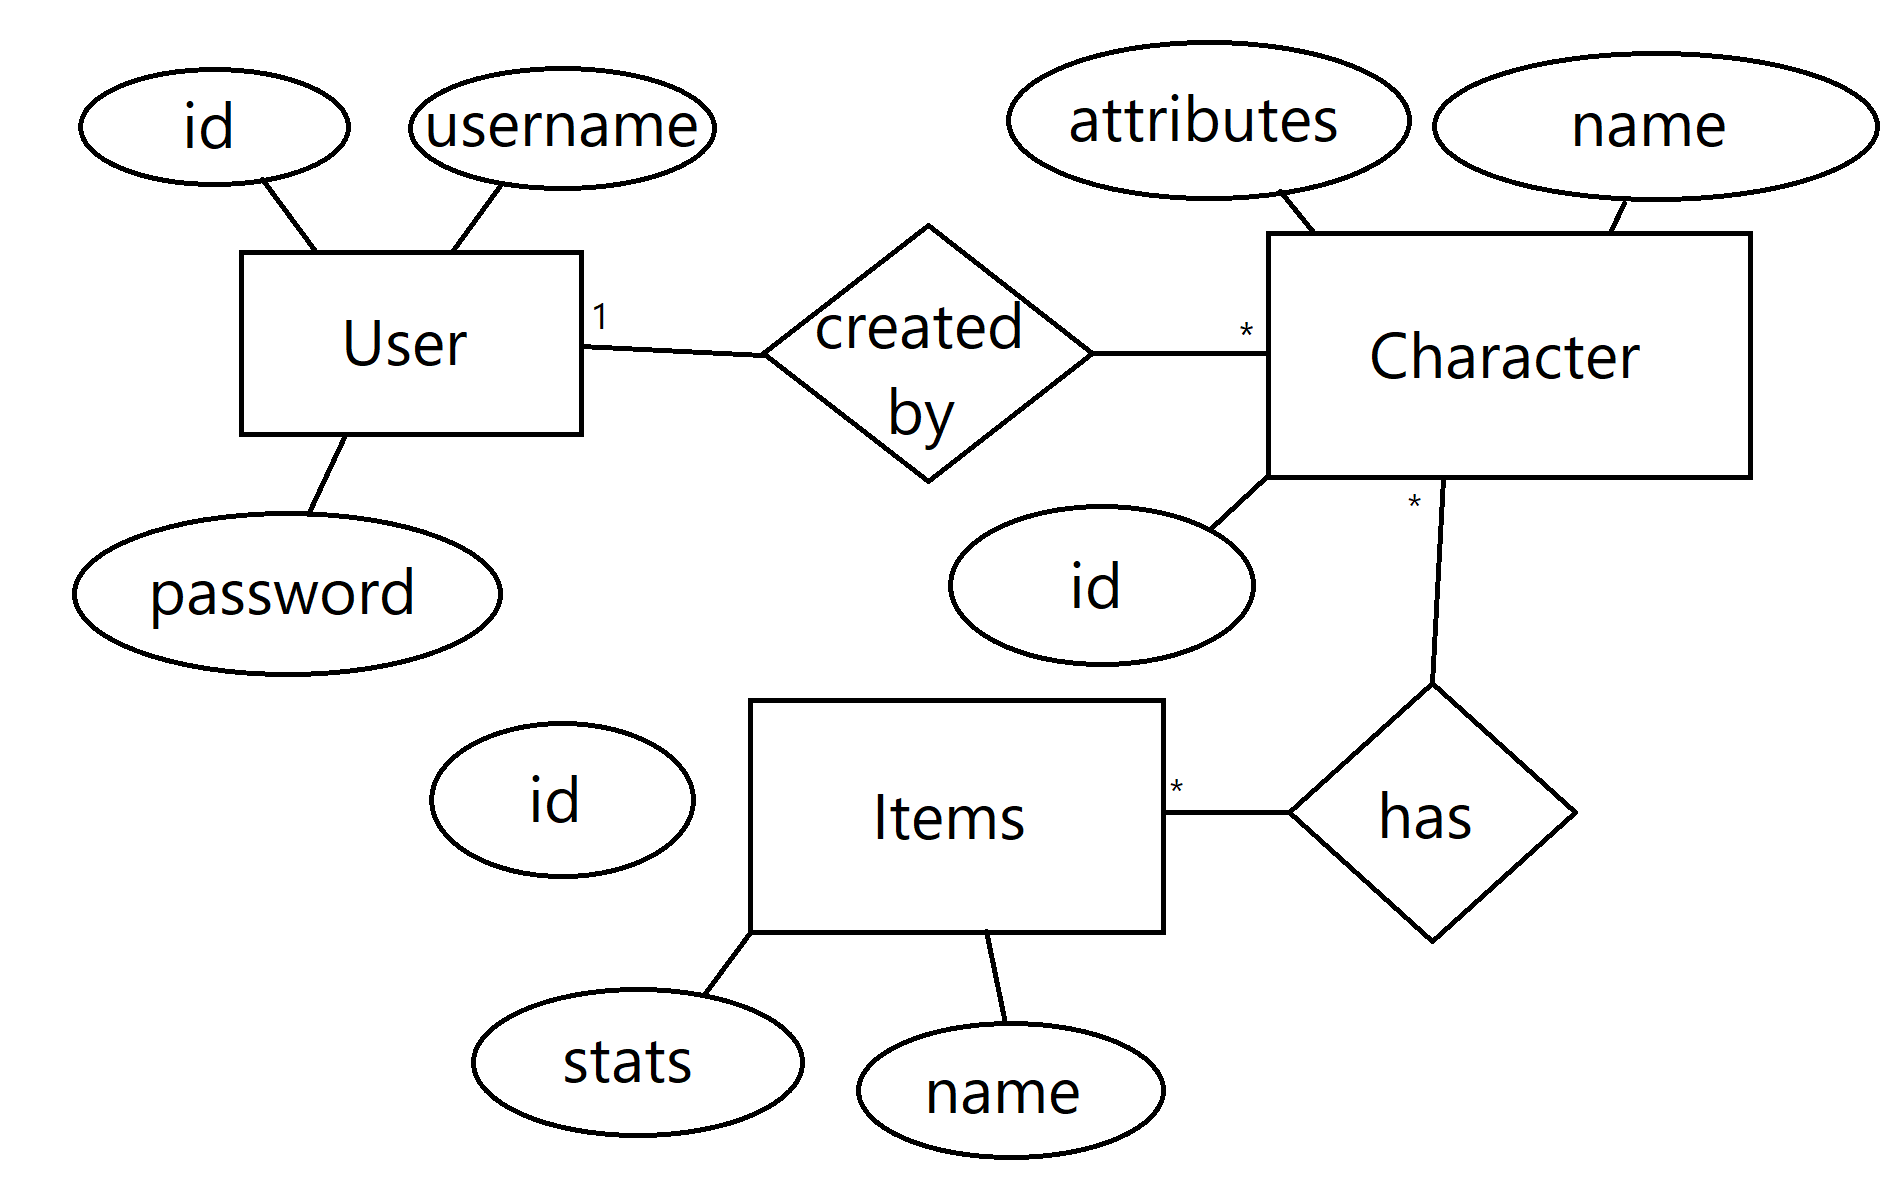 id
username
attributes
name
User
1
created
by
*
Character
password
id
*
id
Items
*
has
stats
name